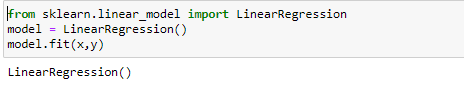 from sklearn.linear_model import LinearRegression
model = LinearRegression()
model.fit(x,y)
LinearRegression()